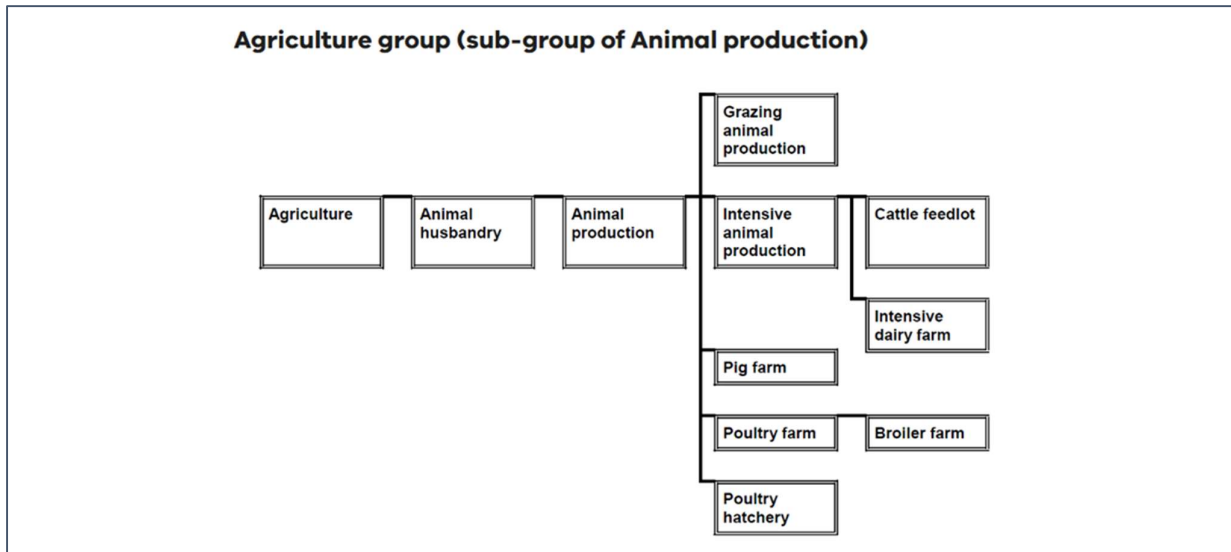 Agriculture group (sub-group of Animal production)
Grazing
animal
production
Agriculture
Animal
husbandry
Animal
production
Intensive
animal
production
Cattle feedlot
Intensive
dairy farm
Pig farm
Poultry farm
Broiler farm
Poultry
hatchery